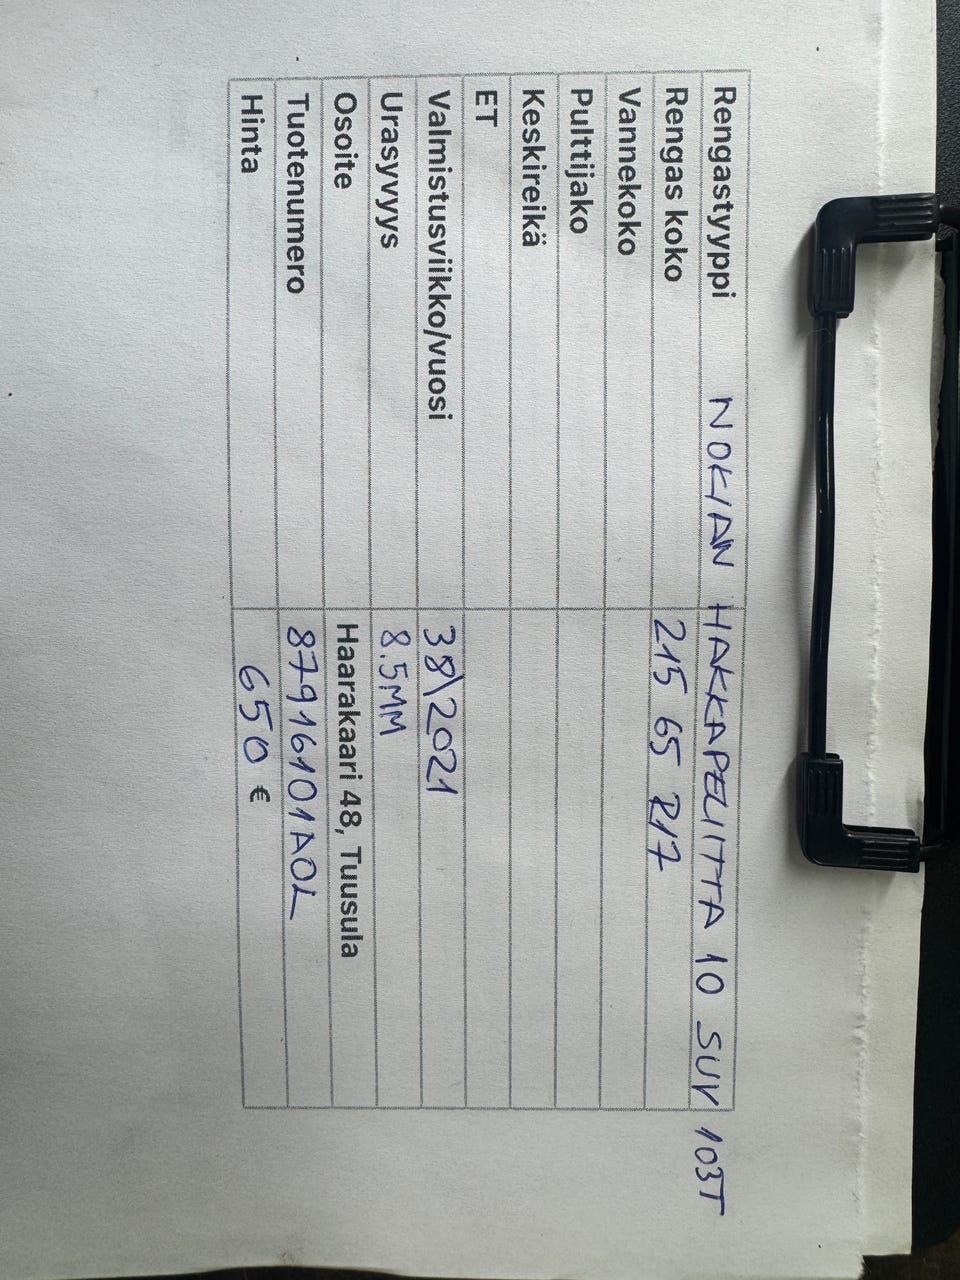 Rengastyyppi NOKIAN HAKKAPELIITTA 10 SUV 103T
Rengas koko 215 65 R17
Vannekoko
Pulttijako
Keskireikä
ET
Valmistusviikko/vuosi 38\2021
Urasyvyys 8.5MM
Osoite Haarakaari 48, Tuusula
Tuotenumero 87916101AOL
Hinta 650 €